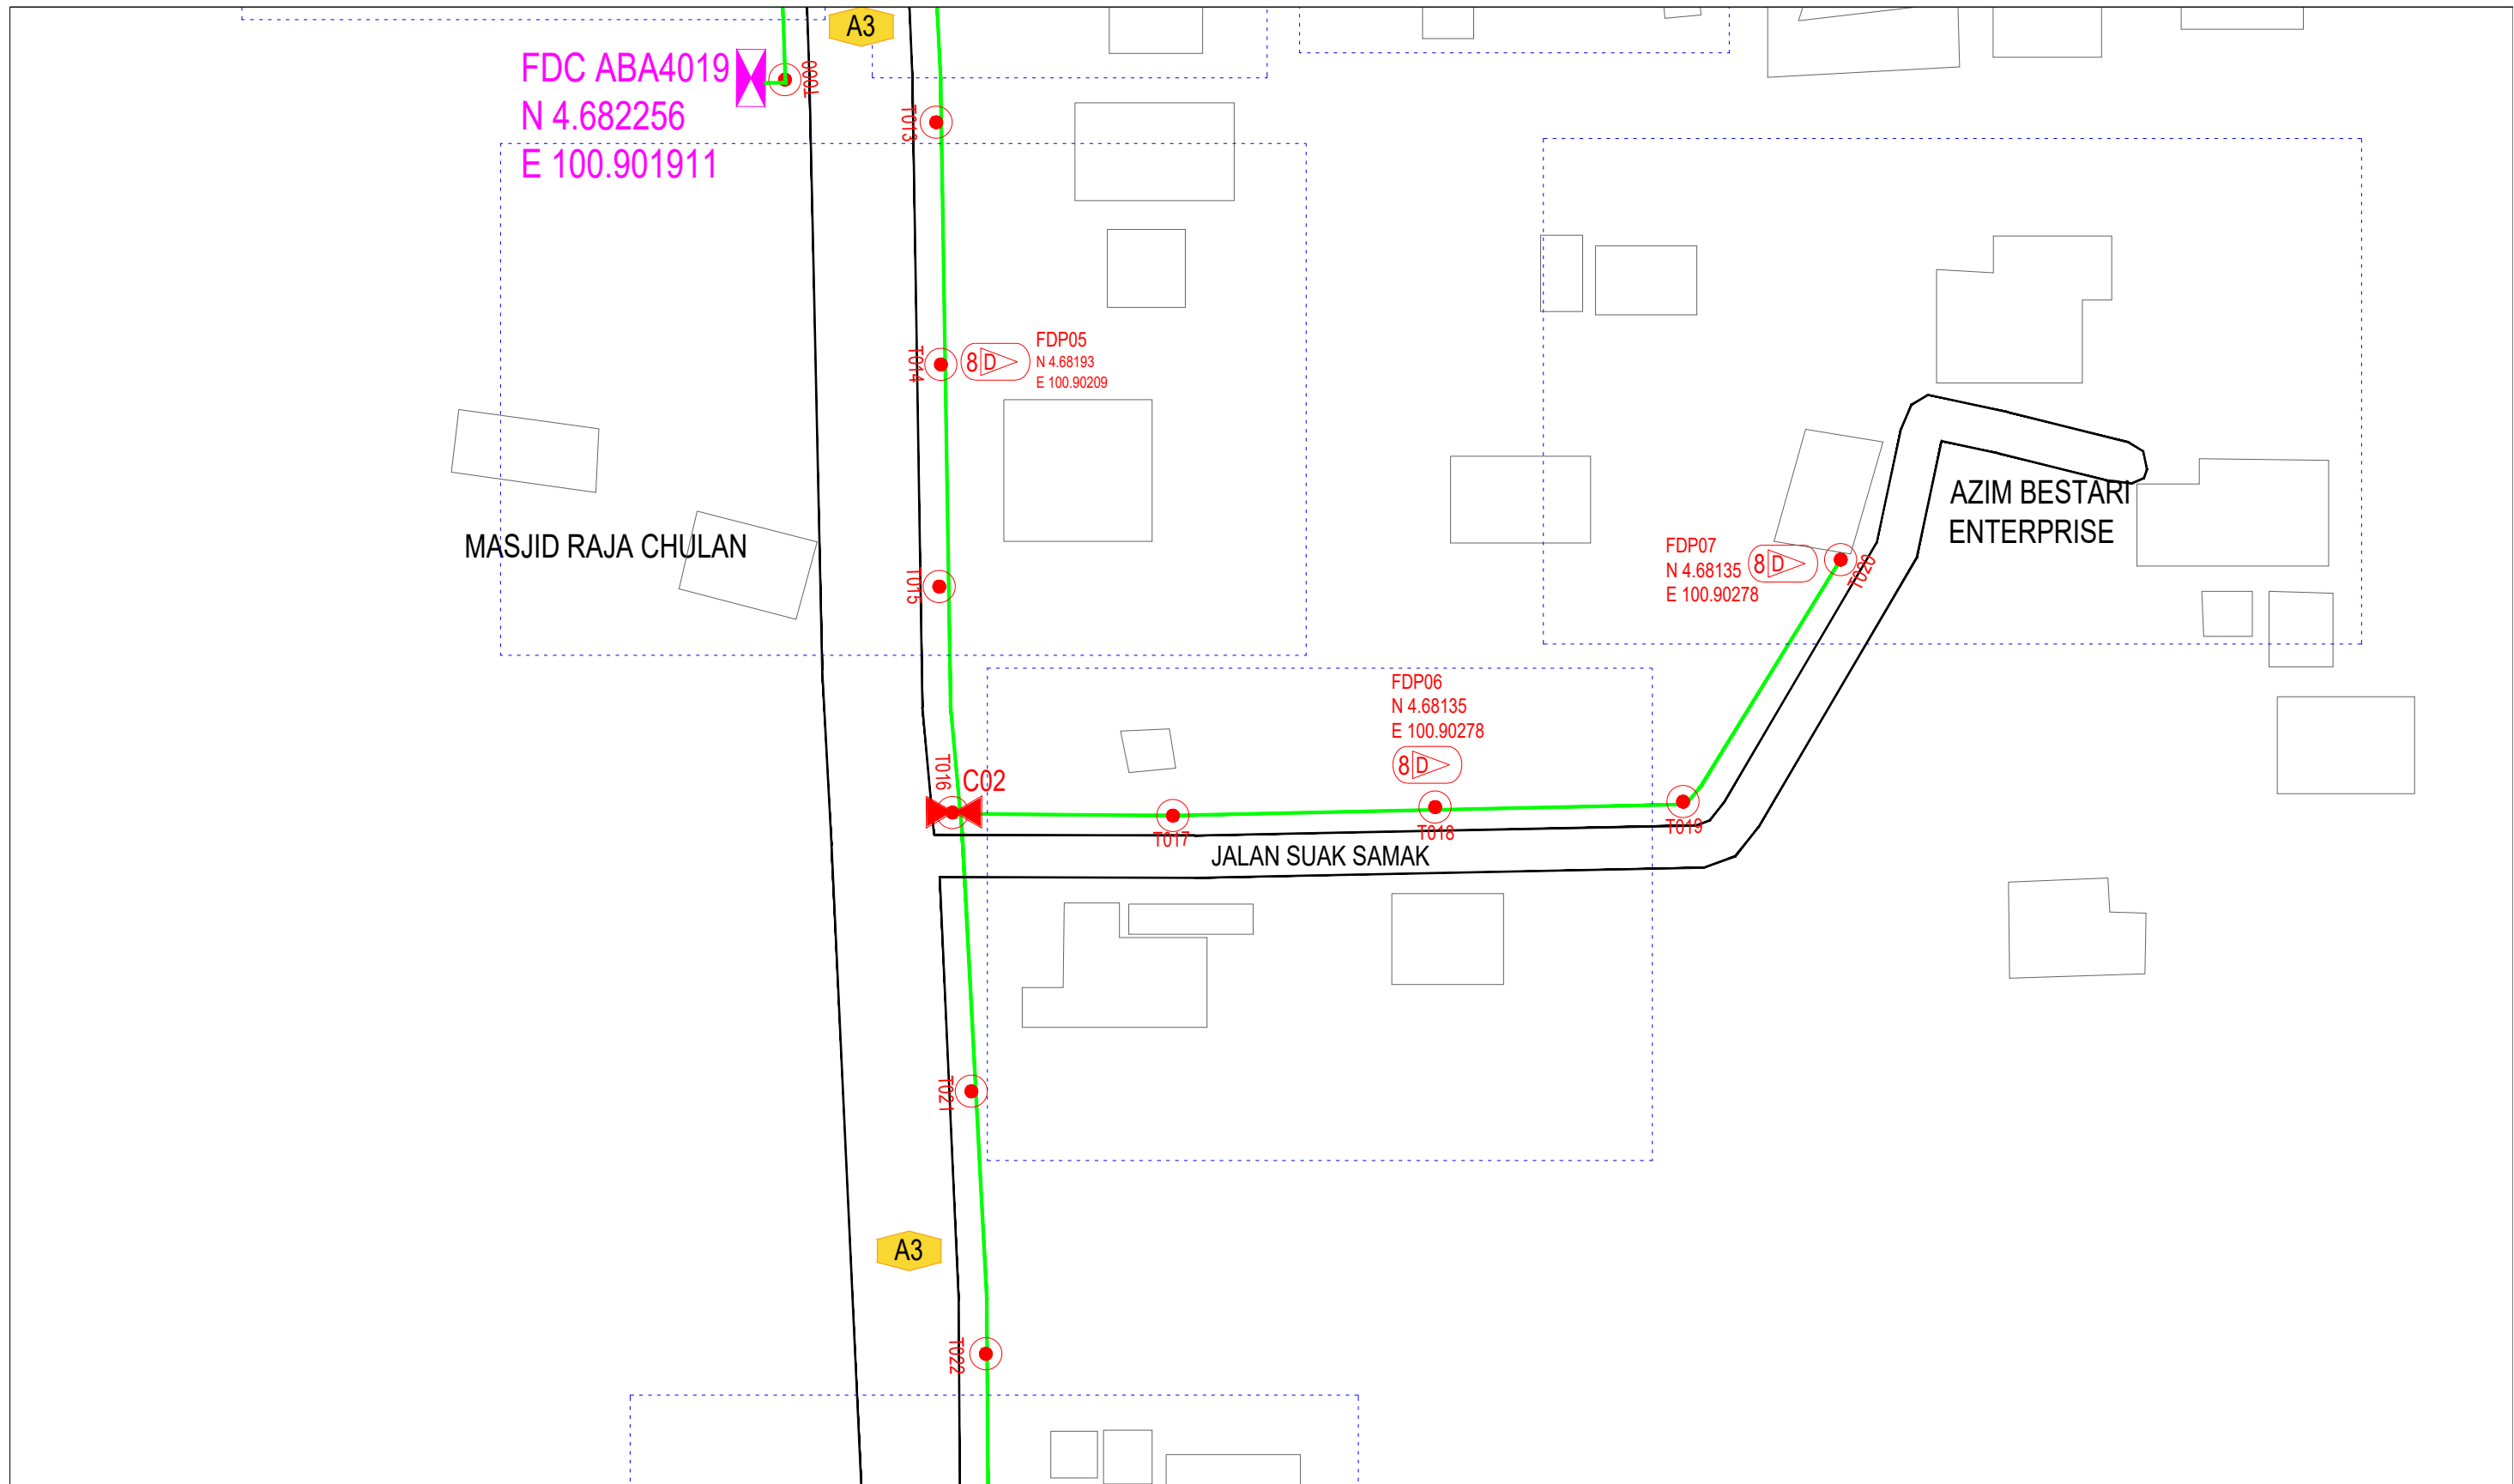 A3
FDC ABA4019
N 4.682256
E 100.901911
T000
T013
T014
8 D
FDP05
N 4.68193
E 100.90209
MASJID RAJA CHULAN
T015
AZIM BESTARI
ENTERPRISE
FDP07
N 4.68135
E 100.90278
8 D
T020
FDP06
N 4.68135
E 100.90278
8 D
T016
C02
T017
T018
T019
JALAN SUAK SAMAK
T021
A3
T022